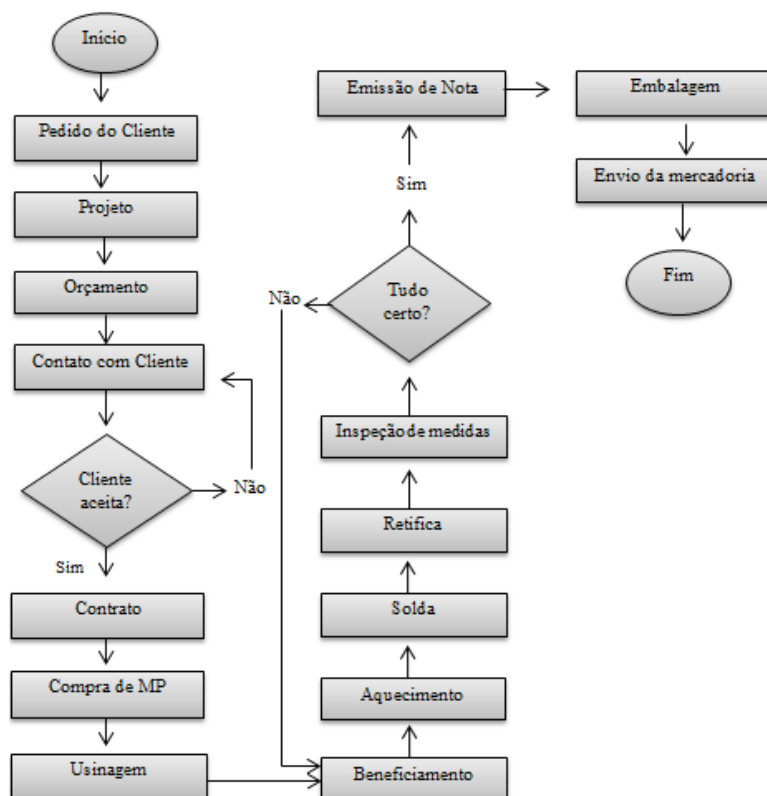 Início
Pedido do Cliente
Projeto
Orçamento
Contato com Cliente
Cliente
aceita?
Não
Sim
Contrato
Compra de MP
Usinagem
Beneficiamento
Aquecimento
Solda
Retifica
Inspeção de medidas
Tudo
certo?
Não
Sim
Emissão de Nota
Embalagem
Envio da mercadoria
Fim